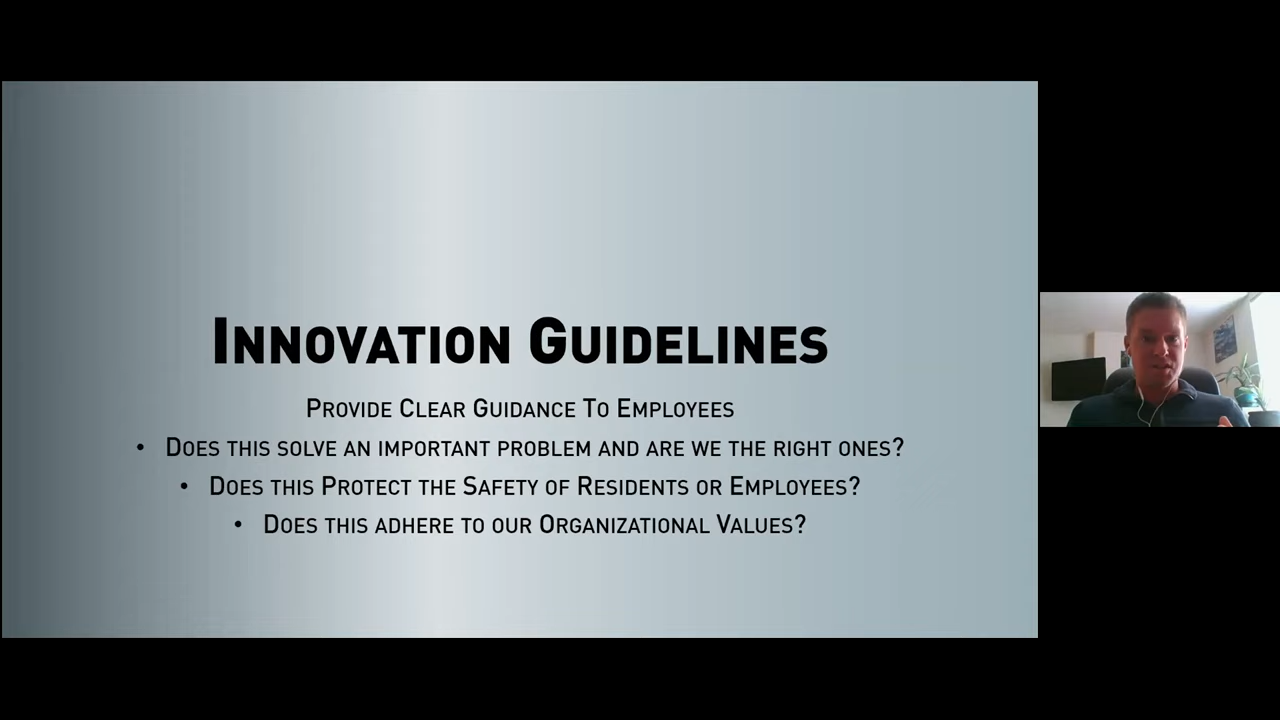 Innovation Guidelines
Provide Clear Guidance To Employees
• Does this solve an important problem and are we the right ones?
• Does this Protect the Safety of Residents or Employees?
• Does this adhere to our Organizational Values?